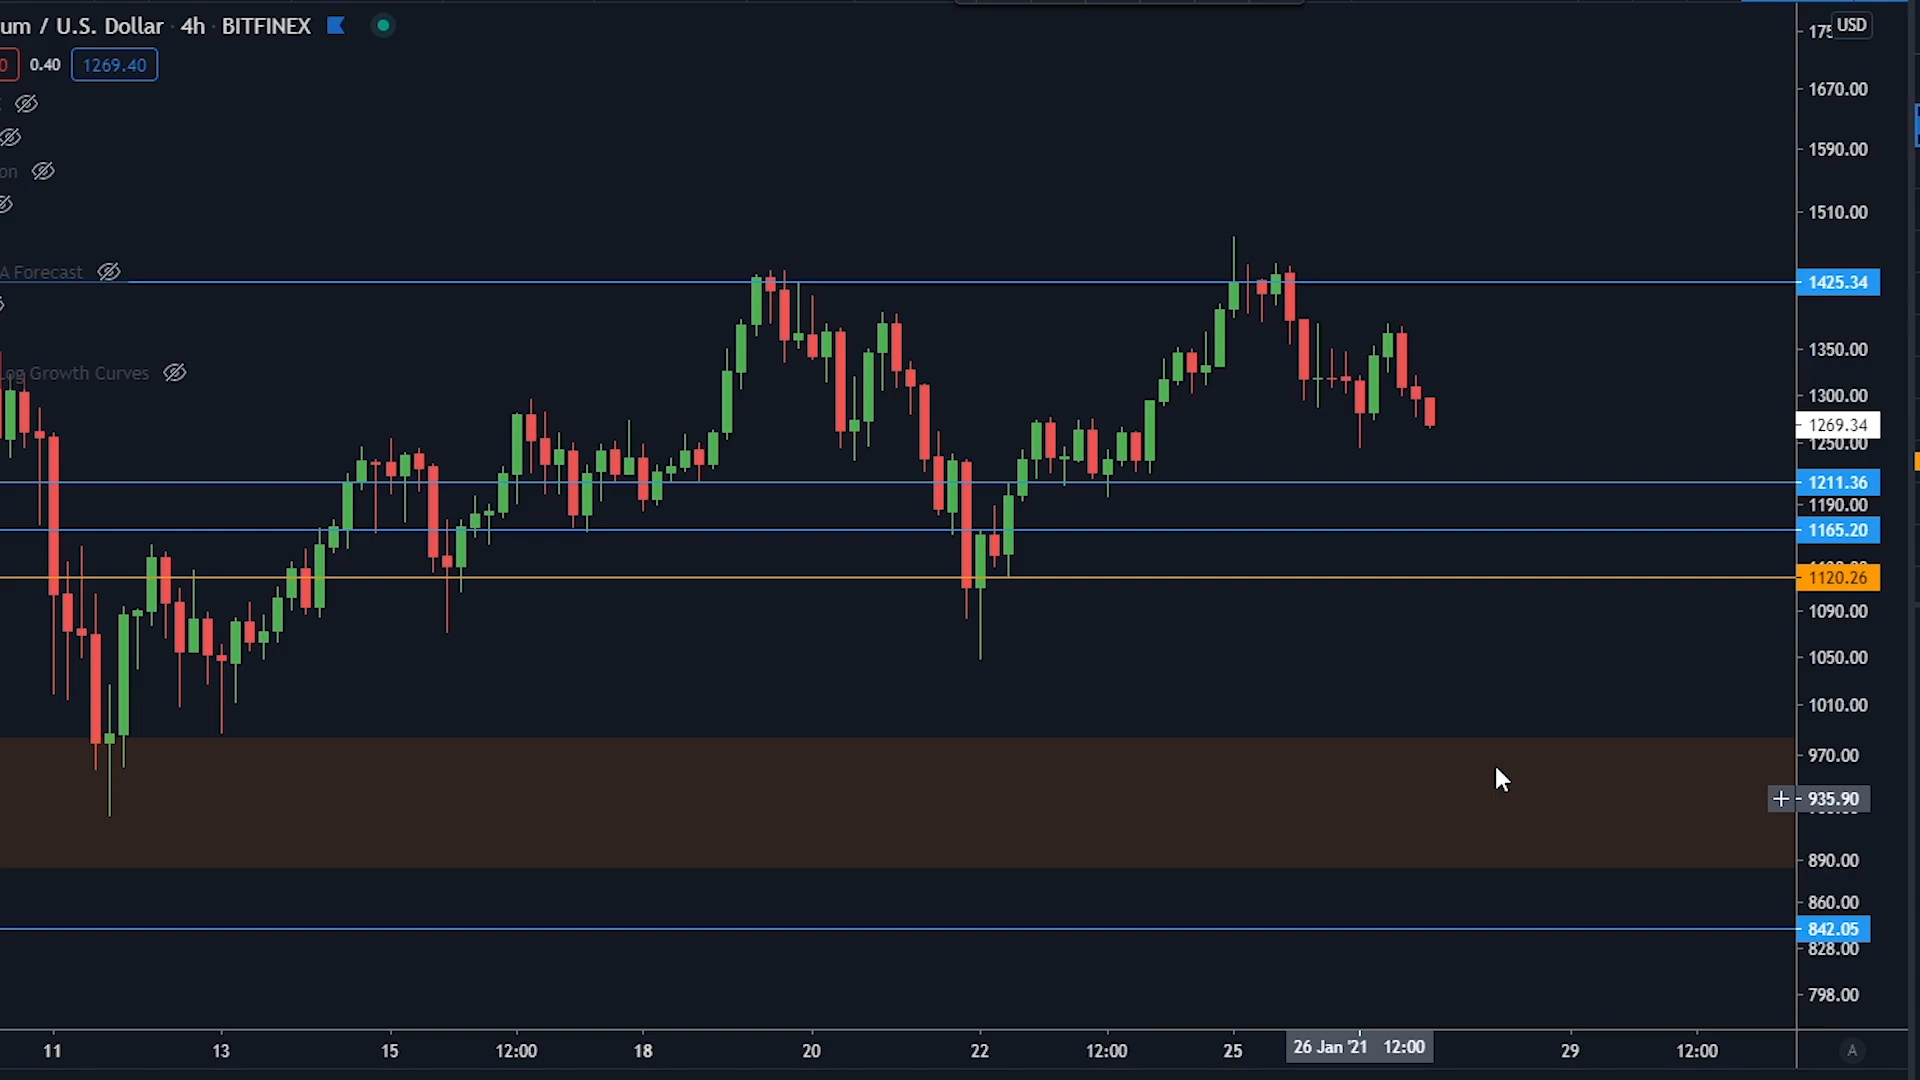 um / U.S. Dollar · 4h · BITFINEX
0 0.40 1269.40
on
A Forecast
Log Growth Curves
USD
1670.00
1590.00
1510.00
1425.34
1350.00
1300.00
1269.34
1250.00
1211.36
1190.00
1165.20
1120.26
1090.00
1050.00
1010.00
970.00
935.90
890.00
860.00
842.05
828.00
798.00
11 13 15 12:00 18 20 22 12:00 25 26 Jan '21 12:00 29 12:00
A